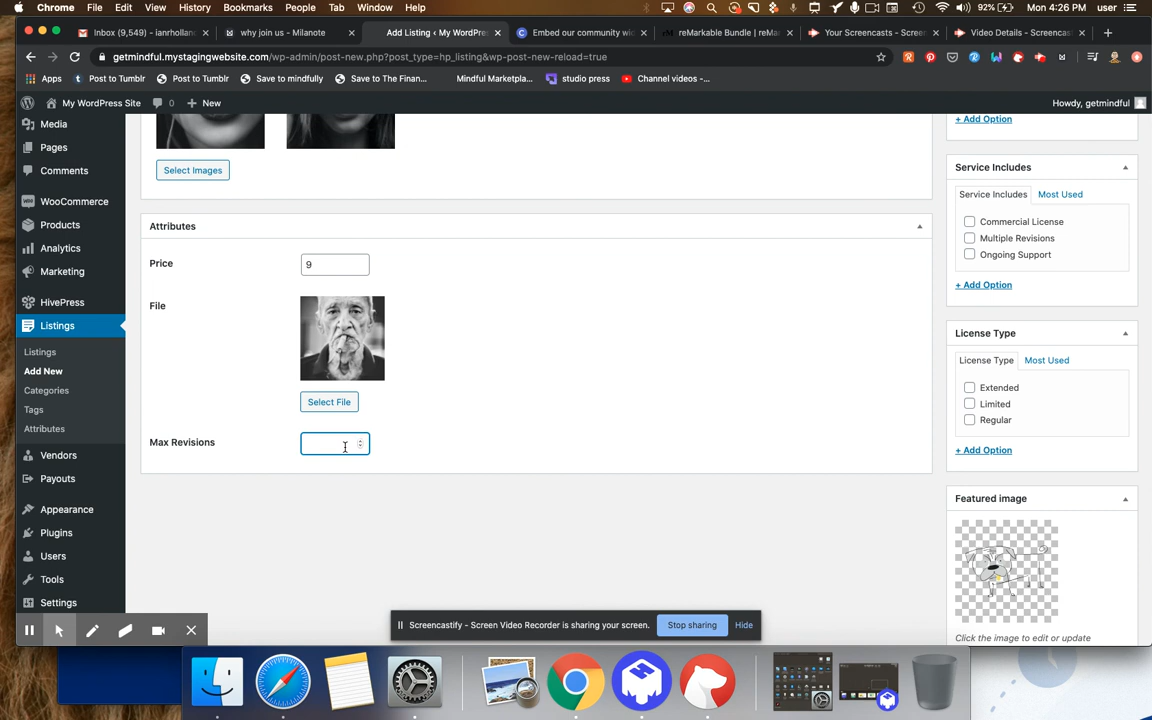 Chrome File Edit View History Bookmarks People Tab Window Help 92% Mon 4:26 PM user
Inbox (9,549) – ianrholland
why join us - Milanote
Add Listing ‹ My WordPre
Embed our community wi
reMarkable Bundle | reMar
Your Screencasts - Screen
Video Details - Screencast
getmindful.mystagingwebsite.com/wp-admin/post-new.php?post_type=hp_listing&wp-post-new-reload=true
Apps Post to Tumblr Post to Tumblr Save to mindfully Save to The Finan... Mindful Marketpla... studio press Channel videos -...
My WordPress Site 0 New Howdy, getmindful
Media
Pages
Comments
WooCommerce
Products
Analytics
Marketing
HivePress
Listings
Listings
Add New
Categories
Tags
Attributes
Vendors
Payouts
Appearance
Plugins
Users
Tools
Settings
Select Images
Attributes
Price
9
File
Select File
Max Revisions
+ Add Option
Service Includes
Service Includes Most Used
Commercial License
Multiple Revisions
Ongoing Support
+ Add Option
License Type
License Type Most Used
Extended
Limited
Regular
+ Add Option
Featured image
Click the image to edit or update
Screencastify - Screen Video Recorder is sharing your screen. Stop sharing Hide